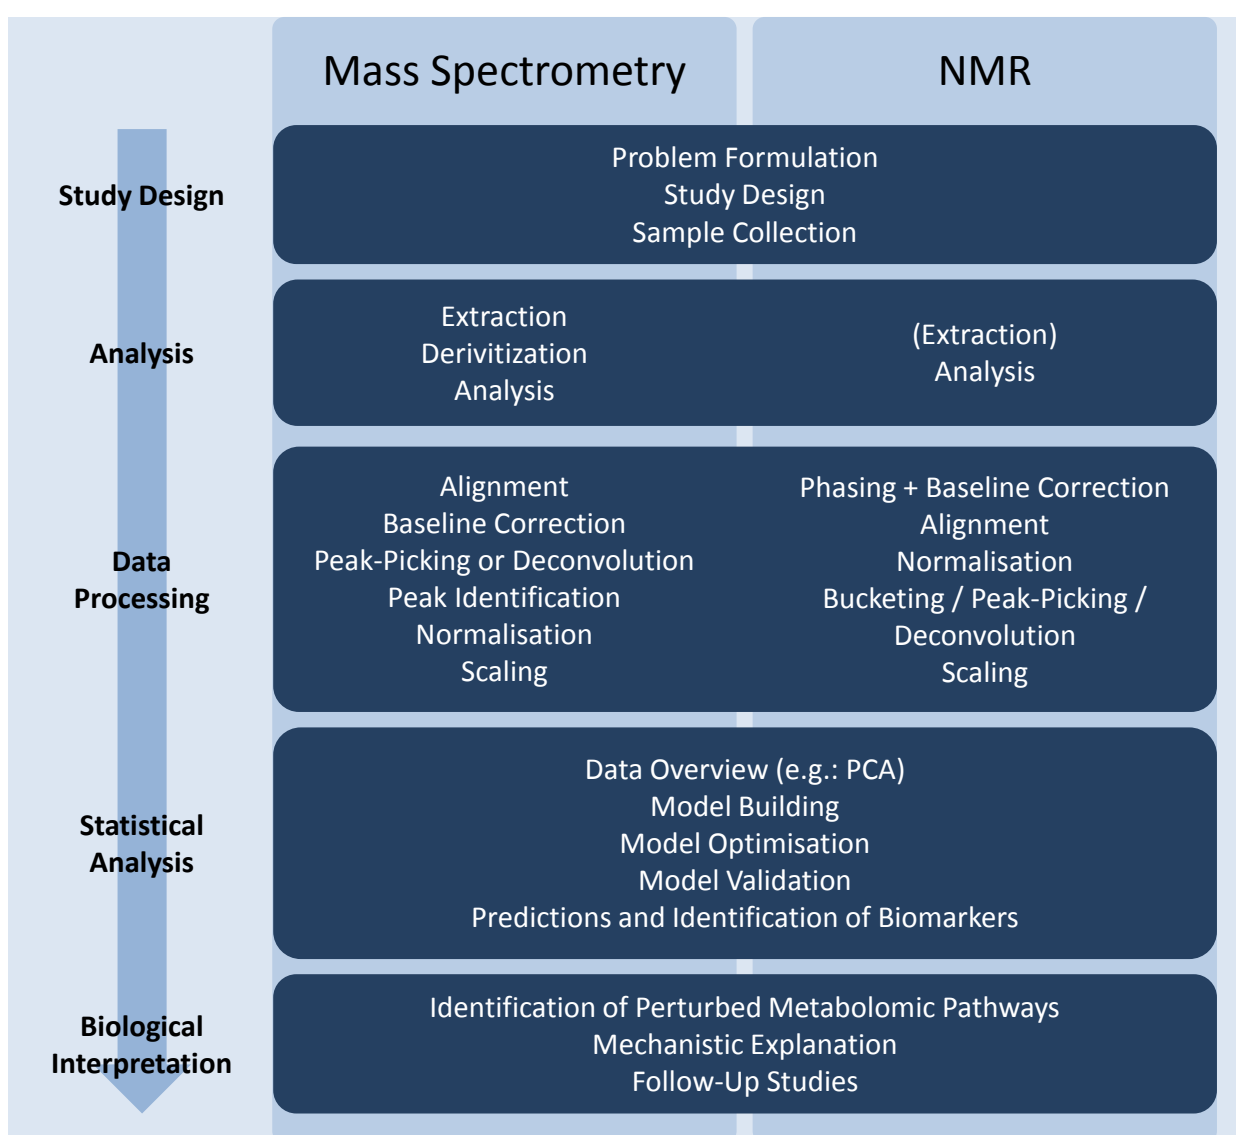 Mass Spectrometry
NMR
Study Design
Problem Formulation
Study Design
Sample Collection
Analysis
Extraction
Derivitization
Analysis
(Extraction)
Analysis
Data
Processing
Alignment
Baseline Correction
Peak-Picking or Deconvolution
Peak Identification
Normalisation
Scaling
Phasing + Baseline Correction
Alignment
Normalisation
Bucketing / Peak-Picking /
Deconvolution
Scaling
Statistical
Analysis
Data Overview (e.g.: PCA)
Model Building
Model Optimisation
Model Validation
Predictions and Identification of Biomarkers
Biological
Interpretation
Identification of Perturbed Metabolomic Pathways
Mechanistic Explanation
Follow-Up Studies